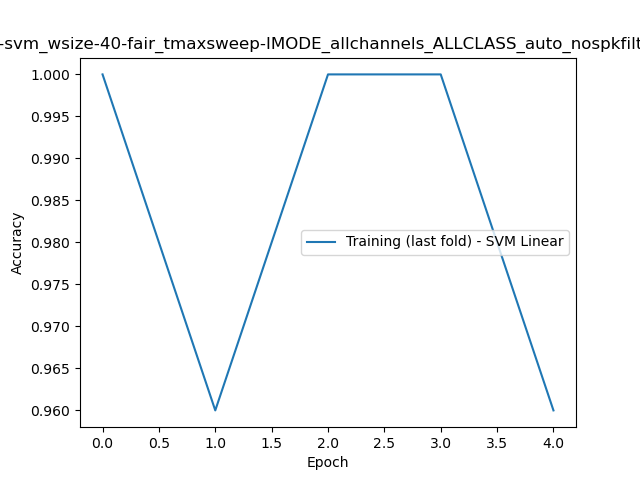 -svm_wsize-40-fair_tmaxsweep-IMODE_allchannels_ALLCLASS_auto_nospkfilt
1.000
0.995
0.990
0.985
0.980
0.975
0.970
0.965
0.960
Accuracy
Training (last fold) - SVM Linear
0.0 0.5 1.0 1.5 2.0 2.5 3.0 3.5 4.0
Epoch